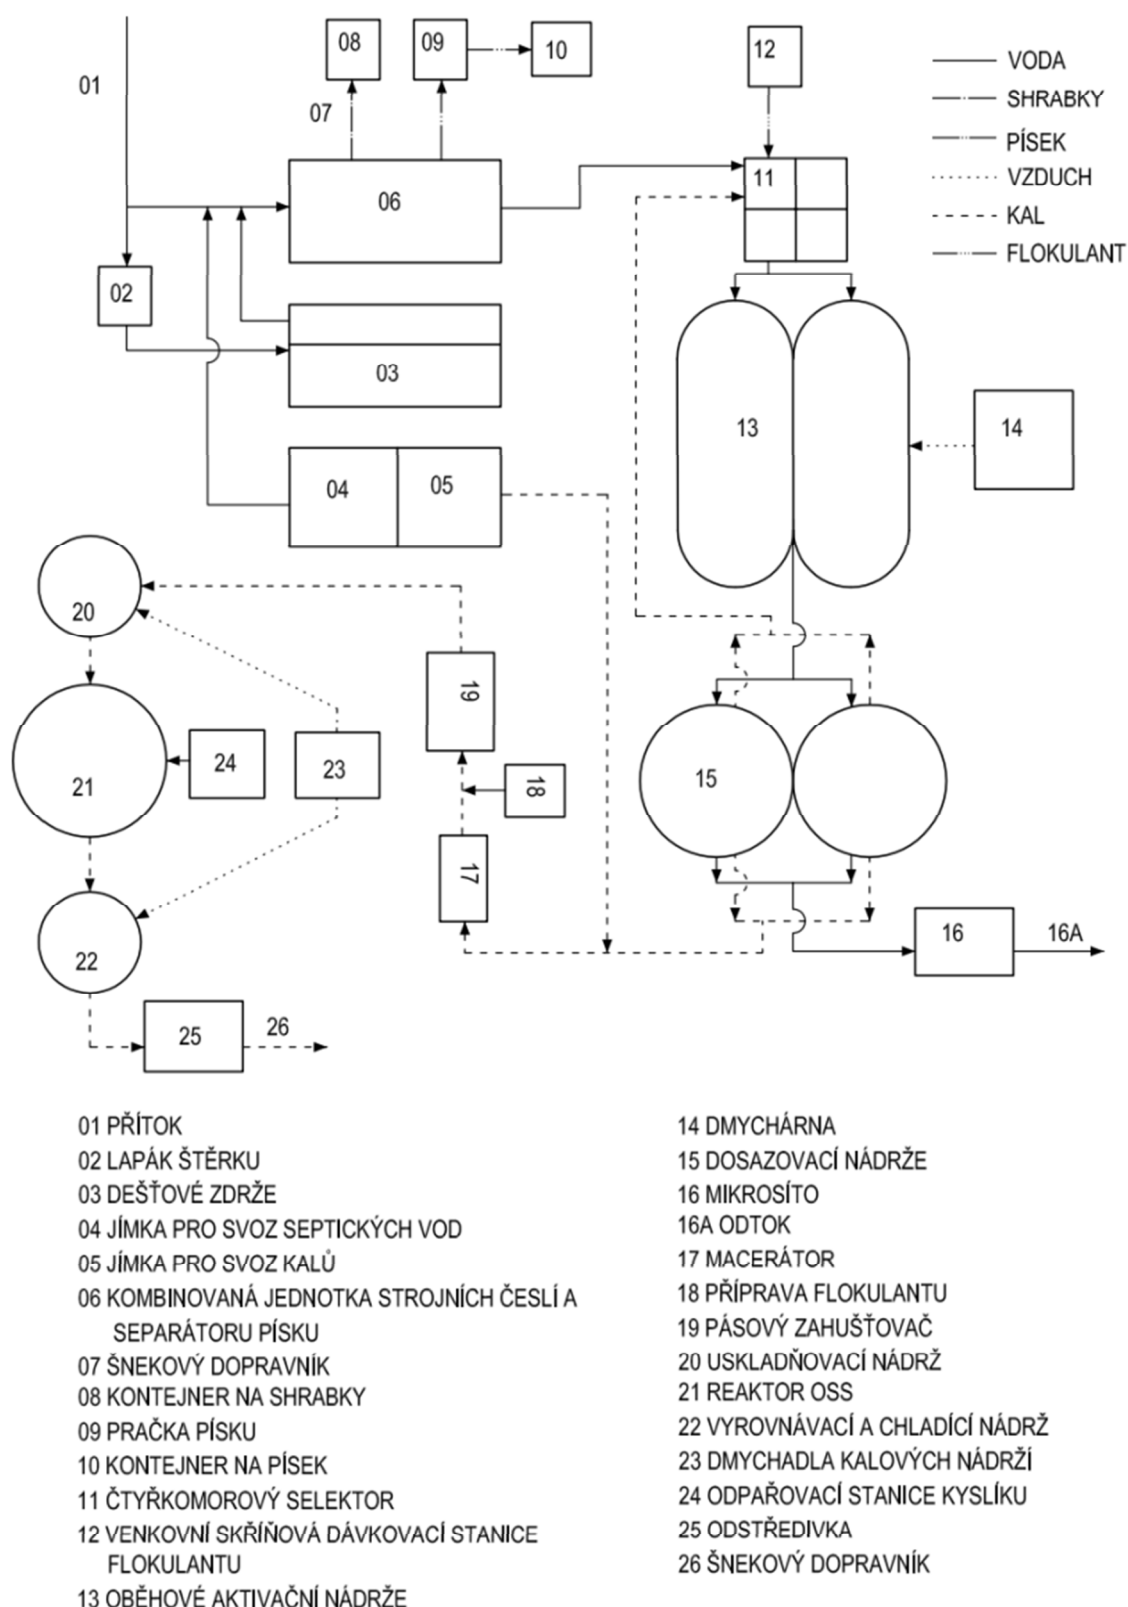 01
08
09
10
12
07
06
11
02
03
04
05
13
14
20
19
24
23
21
18
15
17
22
16
16A
25
26
VODA
SHRABKY
PÍSEK
VZDUCH
KAL
FLOKULANT
01 PŘÍTOK
02 LAPÁK ŠTĚRKU
03 DEŠŤOVÉ ZDRŽE
04 JÍMKA PRO SVOZ SEPTICKÝCH VOD
05 JÍMKA PRO SVOZ KALŮ
06 KOMBINOVANÁ JEDNOTKA STROJNÍCH ČESLÍ A
SEPARÁTORU PÍSKU
07 ŠNEKOVÝ DOPRAVNÍK
08 KONTEJNER NA SHRABKY
09 PRAČKA PÍSKU
10 KONTEJNER NA PÍSEK
11 ČTYŘKOMOROVÝ SELEKTOR
12 VENKOVNÍ SKŘÍŇOVÁ DÁVKOVACÍ STANICE
FLOKULANTU
13 OBĚHOVÉ AKTIVAČNÍ NÁDRŽE
14 DMYCHÁRNA
15 DOSAZOVACÍ NÁDRŽE
16 MIKROSÍTO
16A ODTOK
17 MACERÁTOR
18 PŘÍPRAVA FLOKULANTU
19 PÁSOVÝ ZAHUŠŤOVAČ
20 USKLADŇOVACÍ NÁDRŽ
21 REAKTOR OSS
22 VYROVNÁVACÍ A CHLADÍCÍ NÁDRŽ
23 DMYCHADLA KALOVÝCH NÁDRŽÍ
24 ODPAŘOVACÍ STANICE KYSLÍKU
25 ODSTŘEDIVKA
26 ŠNEKOVÝ DOPRAVNÍK